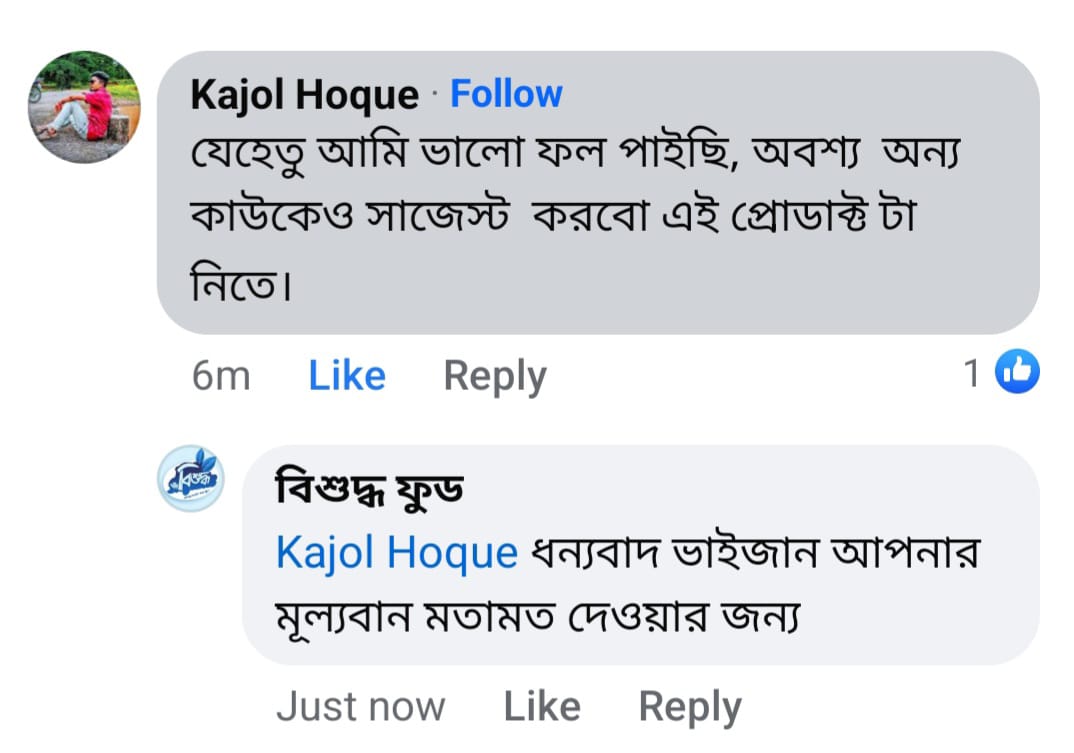 Kajol Hoque · Follow
যেহেতু আমি ভালো ফল পাইছি, অবশ্য অন্য
কাউকেও সাজেস্ট করবো এই প্রোডাক্ট টা
নিতে।
6m Like Reply 1
বিশুদ্ধ
বিশুদ্ধ ফুড
Kajol Hoque ধন্যবাদ ভাইজান আপনার
মূল্যবান মতামত দেওয়ার জন্য
Just now Like Reply